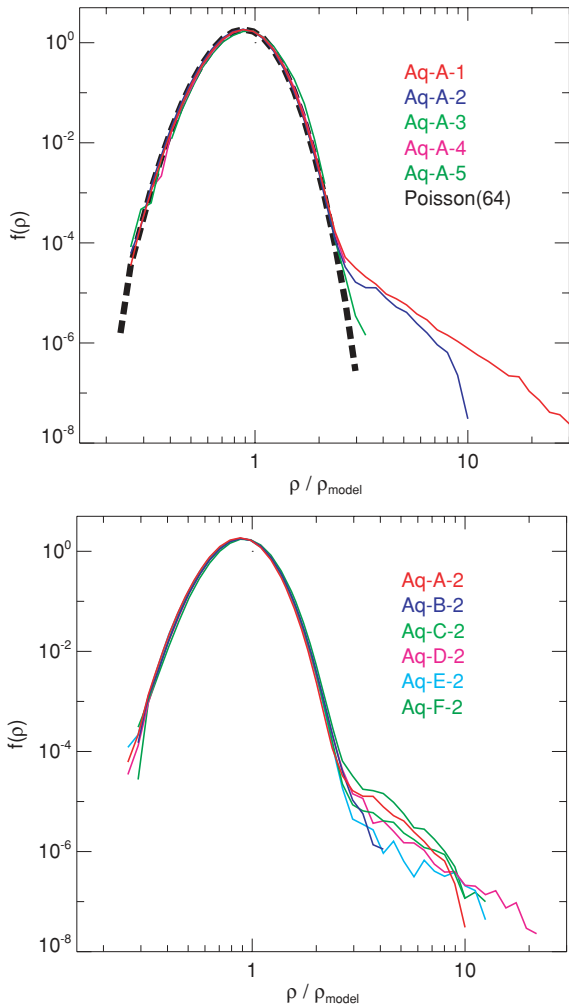 10^0
10^-2
10^-4
10^-6
10^-8
f(ρ)
Aq-A-1
Aq-A-2
Aq-A-3
Aq-A-4
Aq-A-5
Poisson(64)
1 10
ρ / ρ_model
10^0
10^-2
10^-4
10^-6
10^-8
f(ρ)
Aq-A-2
Aq-B-2
Aq-C-2
Aq-D-2
Aq-E-2
Aq-F-2
1 10
ρ / ρ_model